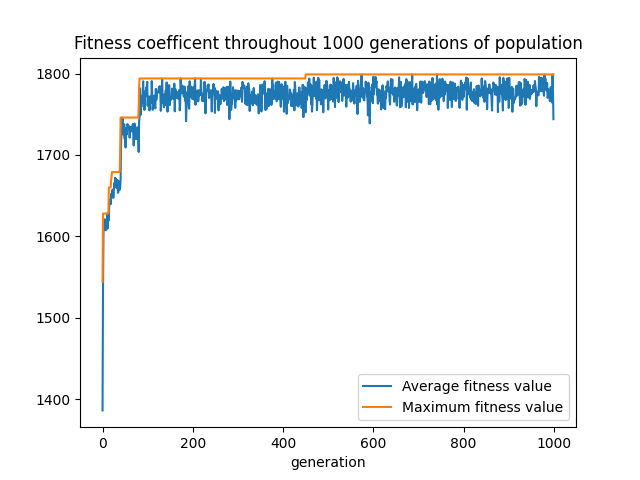 Fitness coefficent throughout 1000 generations of population
1800
1700
1600
1500
1400
Average fitness value
Maximum fitness value
0 200 400 600 800 1000
generation